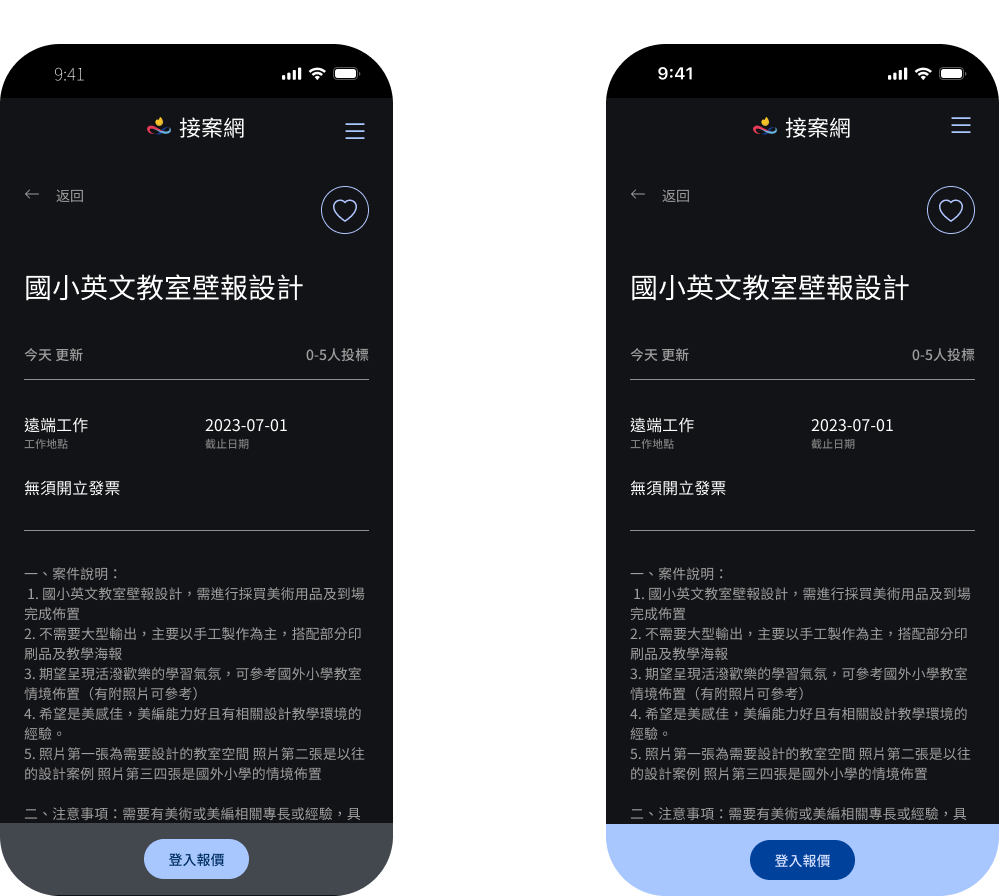 9:41
接案網
返回
國小英文教室壁報設計
今天 更新
0-5人投標
遠端工作
2023-07-01
工作地點
截止日期
無須開立發票
一、案件說明：
1. 國小英文教室壁報設計，需進行採買美術用品及到場
完成佈置
2. 不需要大型輸出，主要以手工製作為主，搭配部分印
刷品及教學海報
3. 期望呈現活潑歡樂的學習氣氛，可參考國外小學教室
情境佈置（有附照片可參考）
4. 希望是美感佳，美編能力好且有相關設計教學環境的
經驗。
5. 照片第一張為需要設計的教室空間 照片第二張是以往
的設計案例 照片第三四張是國外小學的情境佈置
二、注意事項：需要有美術或美編相關專長或經驗，具
登入報價
9:41
接案網
返回
國小英文教室壁報設計
今天 更新
0-5人投標
遠端工作
2023-07-01
工作地點
截止日期
無須開立發票
一、案件說明：
1. 國小英文教室壁報設計，需進行採買美術用品及到場
完成佈置
2. 不需要大型輸出，主要以手工製作為主，搭配部分印
刷品及教學海報
3. 期望呈現活潑歡樂的學習氣氛，可參考國外小學教室
情境佈置（有附照片可參考）
4. 希望是美感佳，美編能力好且有相關設計教學環境的
經驗。
5. 照片第一張為需要設計的教室空間 照片第二張是以往
的設計案例 照片第三四張是國外小學的情境佈置
二、注意事項：需要有美術或美編相關專長或經驗，具
登入報價